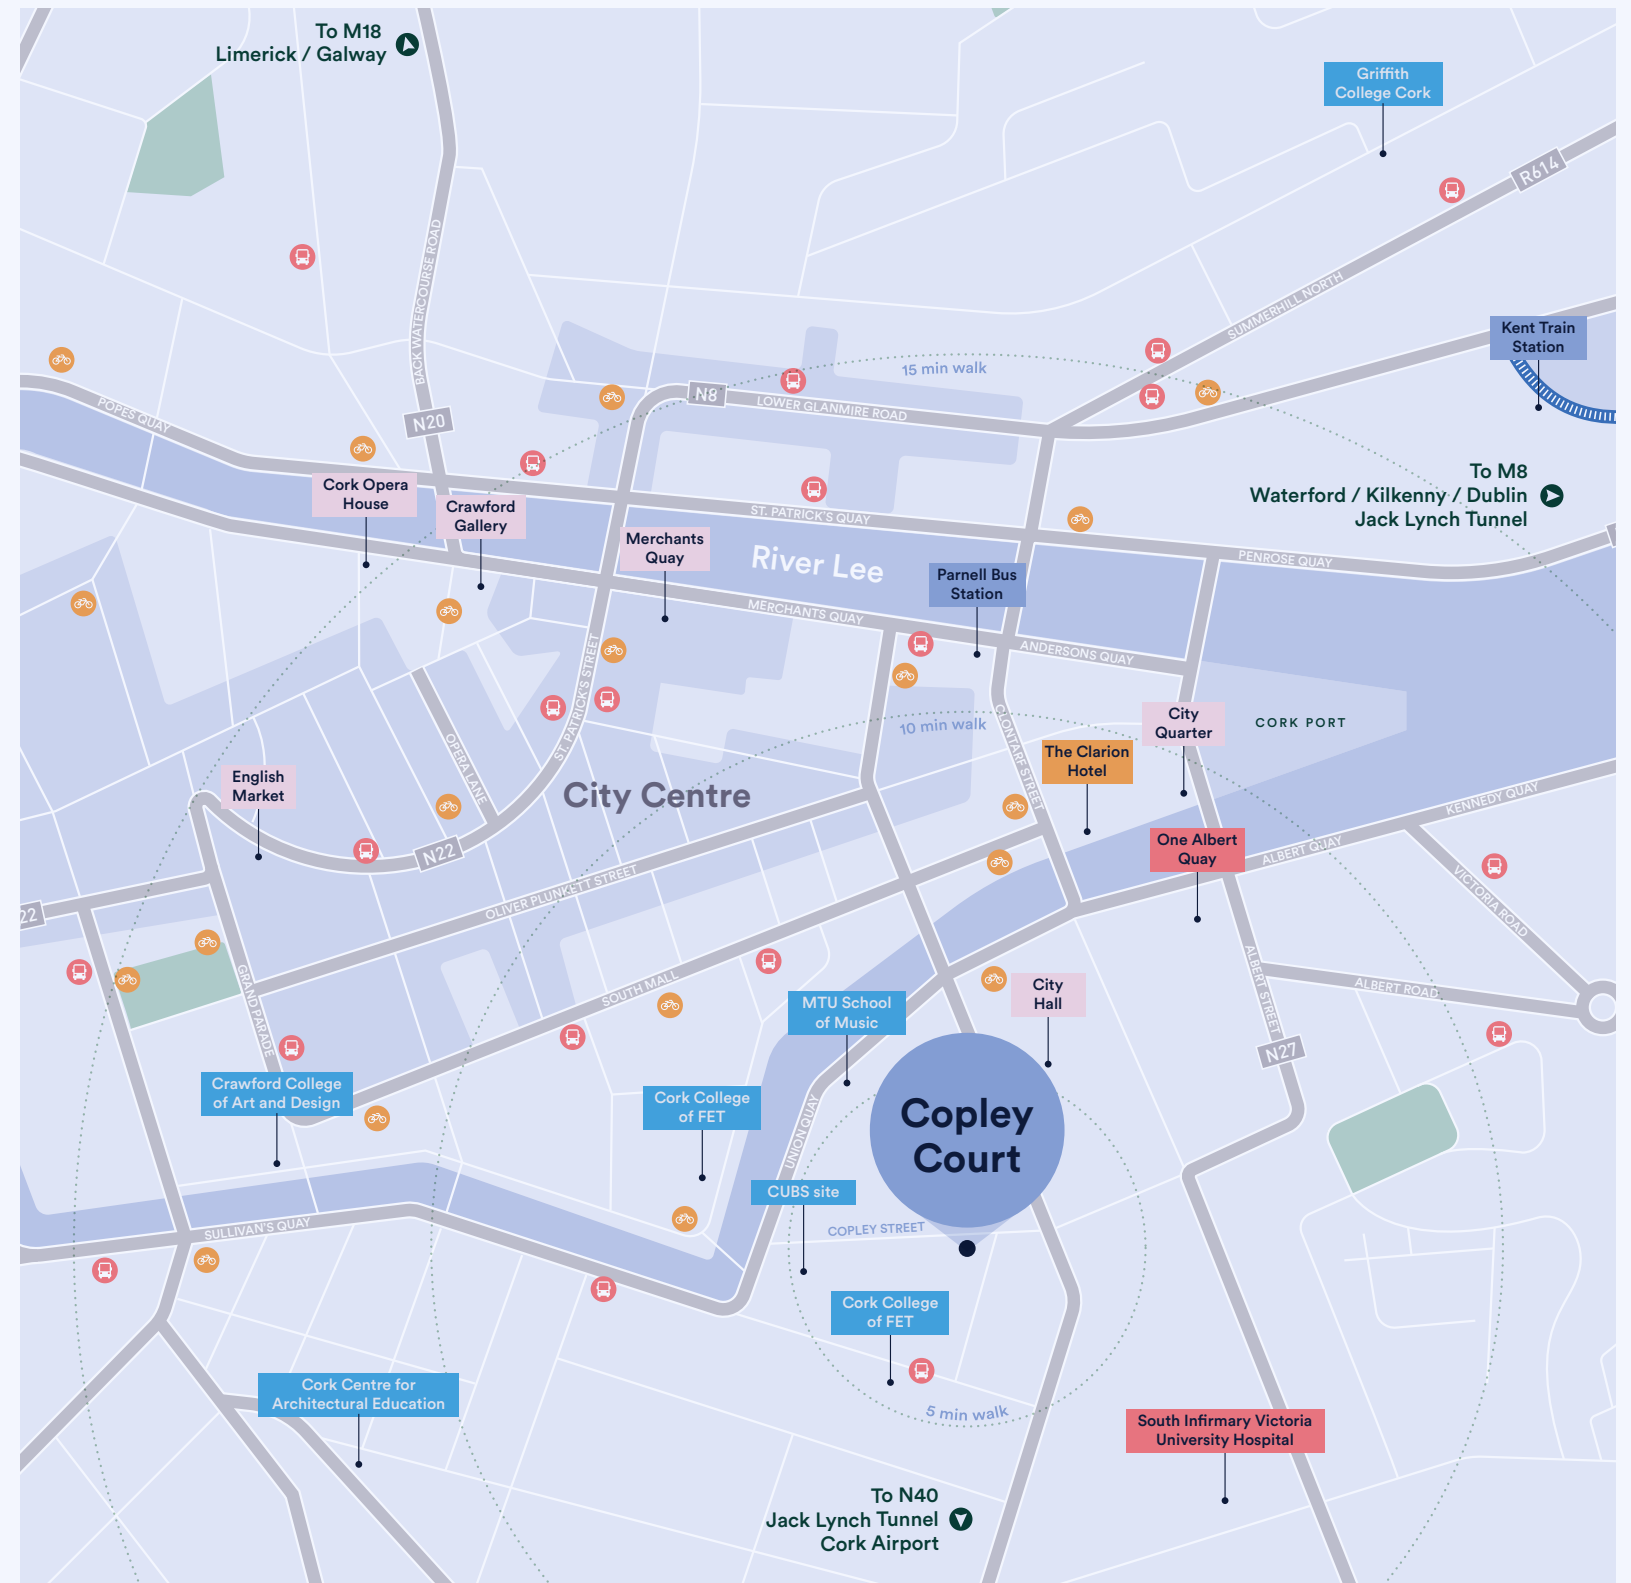 To M18
Limerick / Galway
Griffith
College Cork
R614
BACK WATERCOURSE ROAD
SUMMERHILL NORTH
Kent Train
Station
15 min walk
N8
LOWER GLANMIRE ROAD
POPES QUAY
N20
To M8
Waterford / Kilkenny / Dublin
Jack Lynch Tunnel
Cork Opera
House
Crawford
Gallery
ST. PATRICK'S QUAY
Merchants
Quay
River Lee
PENROSE QUAY
Parnell Bus
Station
MERCHANTS QUAY
ANDERSONS QUAY
ST. PATRICK'S STREET
10 min walk
CLONTARF STREET
City
Quarter
CORK PORT
OPERA LANE
The Clarion
Hotel
English
Market
City Centre
KENNEDY QUAY
N22
One Albert
Quay
ALBERT QUAY
OLIVER PLUNKETT STREET
VICTORIA ROAD
22
GRAND PARADE
SOUTH MALL
City
Hall
ALBERT STREET
ALBERT ROAD
MTU School
of Music
N27
Crawford College
of Art and Design
Cork College
of FET
UNION QUAY
Copley
Court
CUBS site
SULLIVAN'S QUAY
COPLEY STREET
Cork College
of FET
Cork Centre for
Architectural Education
5 min walk
South Infirmary Victoria
University Hospital
To N40
Jack Lynch Tunnel
Cork Airport